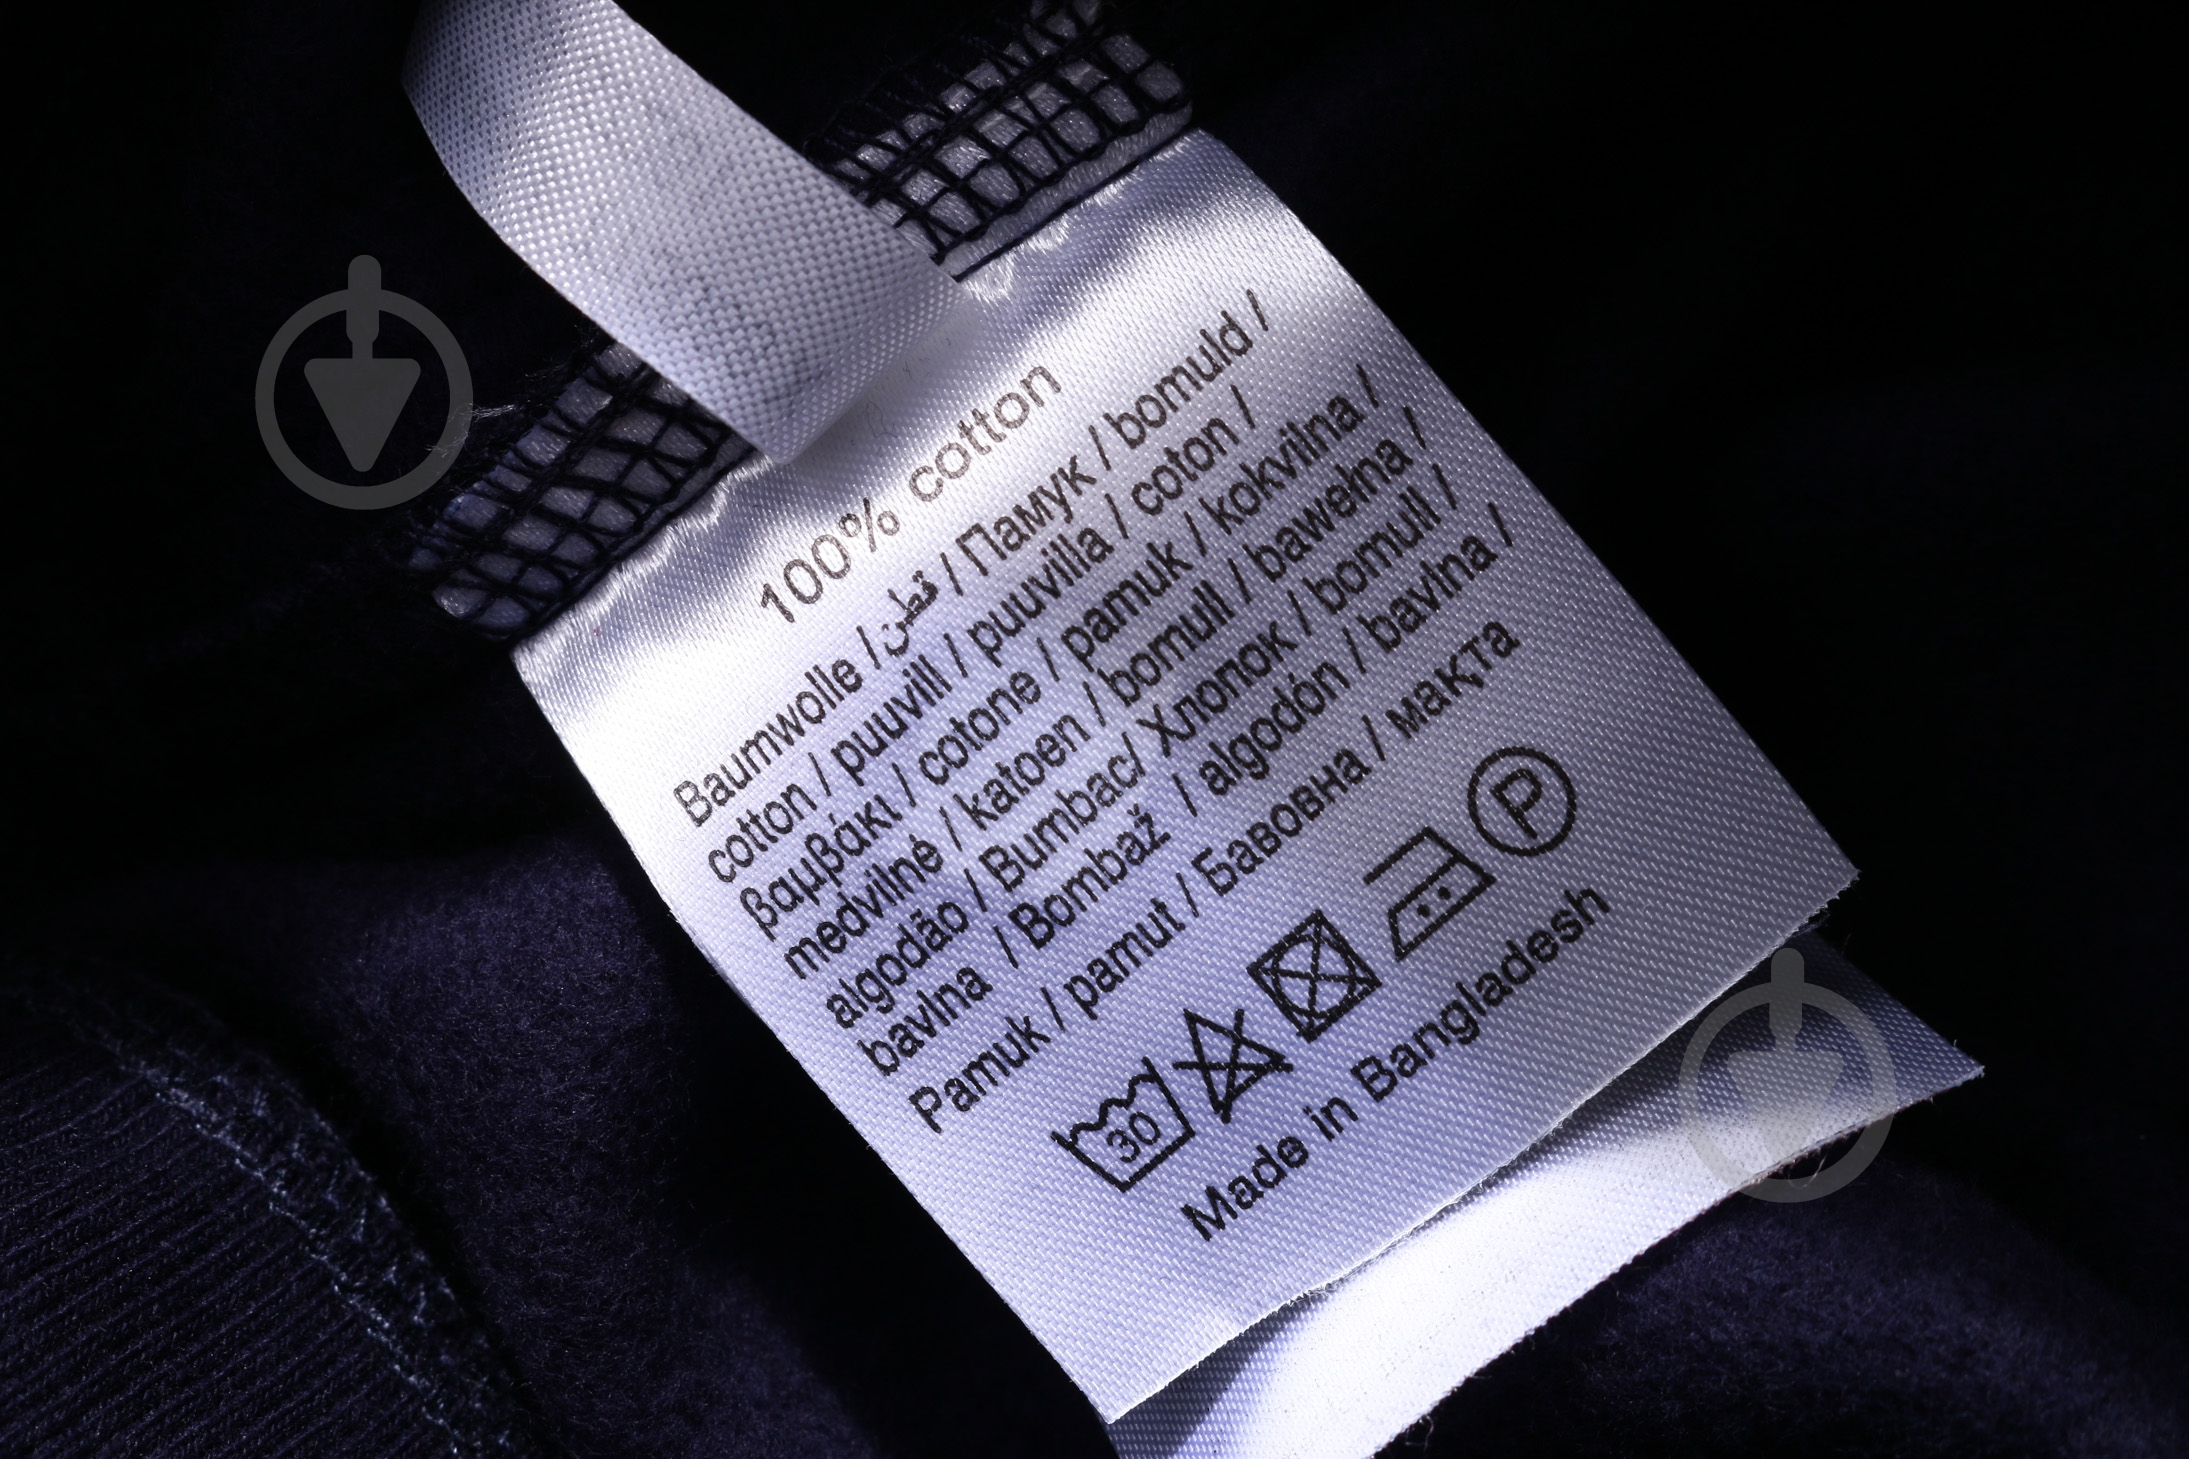 100% cotton
Baumwolle / قطن / Памук / bomuld /
cotton / puuvill / puuvilla / coton /
βαμβάκι / cotone / pamuk / kokvilna /
medvilnė / katoen / bomull / bawełna /
algodão / Bumbac/ Хлопок / bomull /
bavlna / Bombaž / algodón / bavlna /
Pamuk / pamut / Бавовна / мақта
30
P
Made in Bangladesh